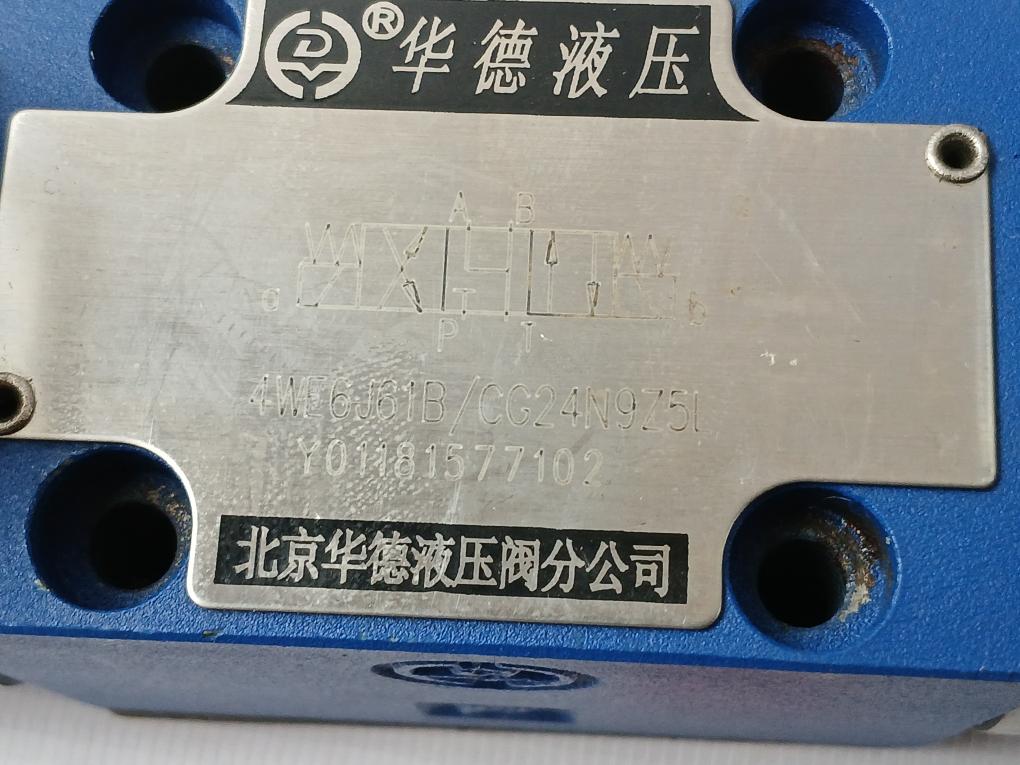 ® 华德液压
A B
a b
P T
4WE6J61B/CG24N9Z5L
Y01181577102
北京华德液压阀分公司